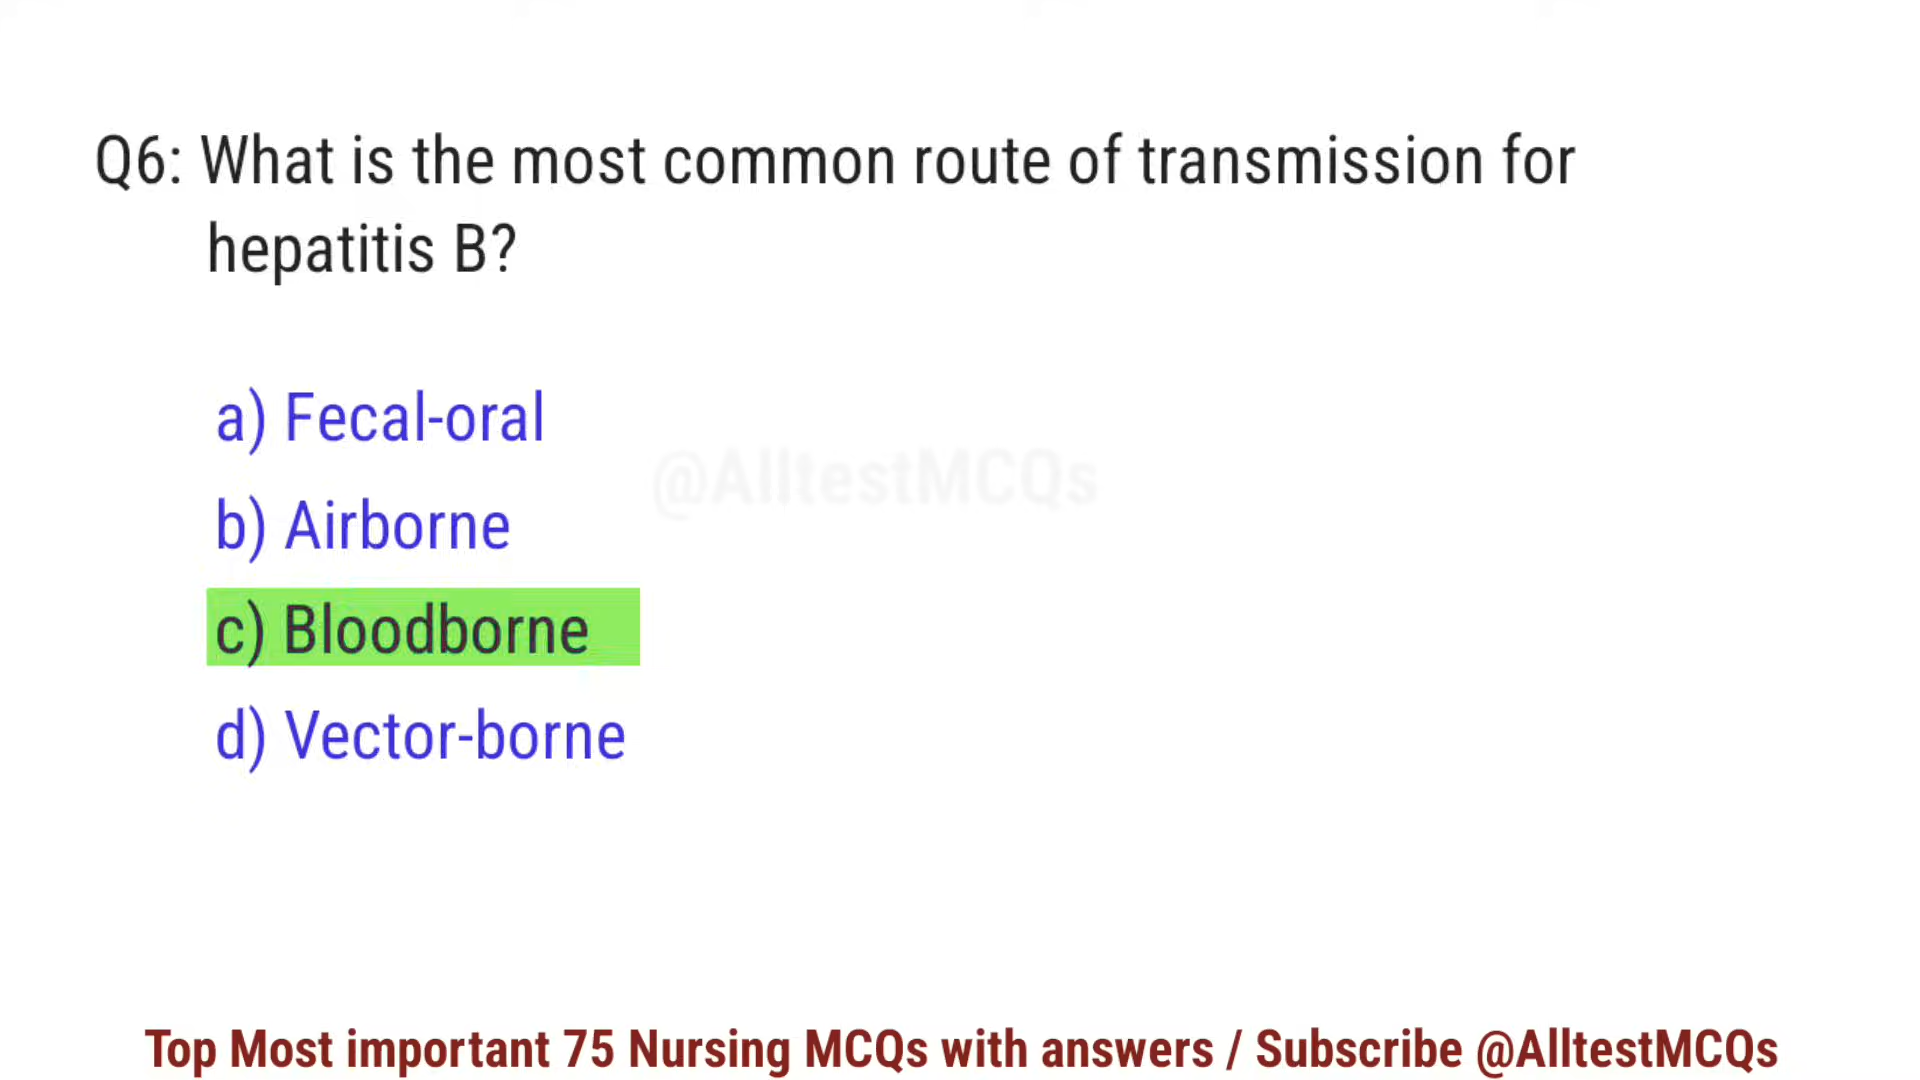 Q6: What is the most common route of transmission for
hepatitis B?
a) Fecal-oral
@AlltestMCQs
b) Airborne
c) Bloodborne
d) Vector-borne
Top Most important 75 Nursing MCQs with answers / Subscribe @AlltestMCQs